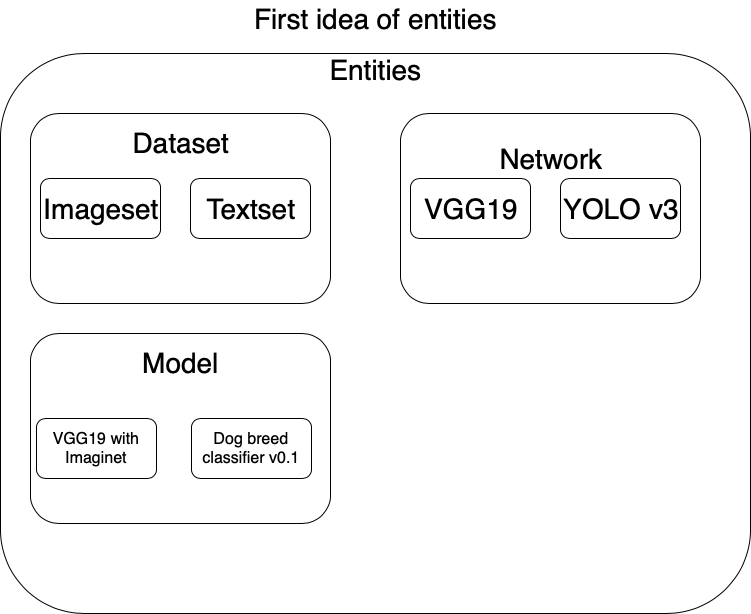 First idea of entities
Entities
Dataset
Imageset
Textset
Network
VGG19
YOLO v3
Model
VGG19 with
Imaginet
Dog breed
classifier v0.1